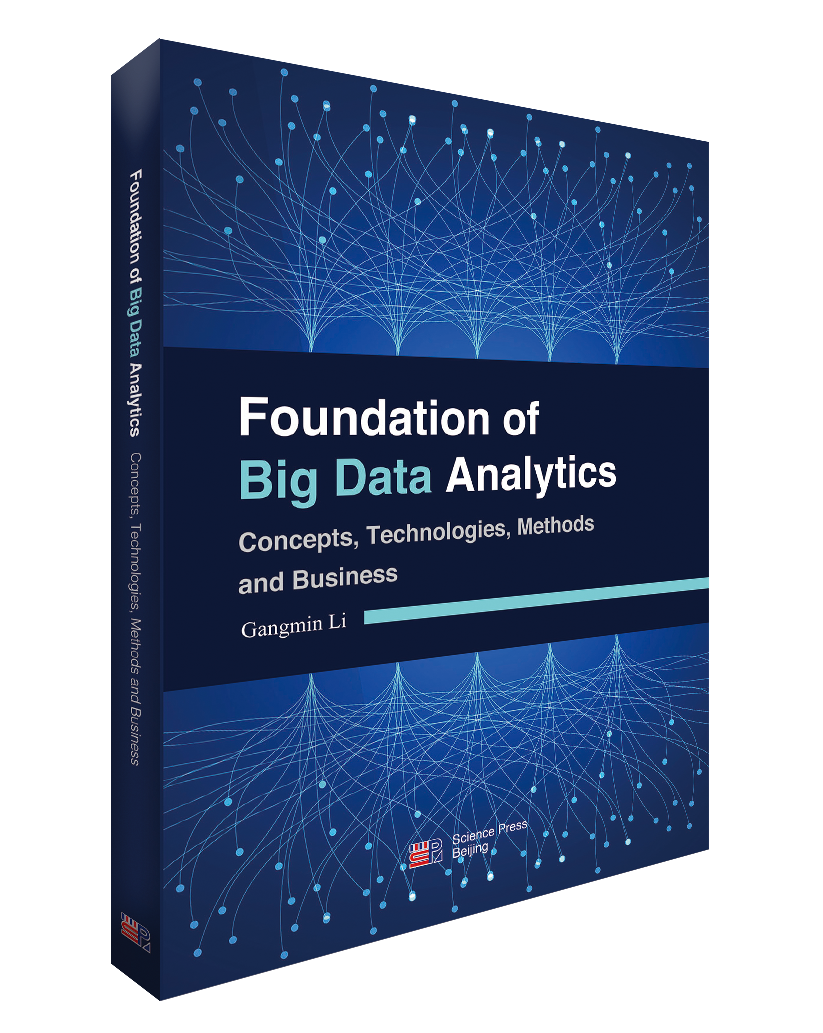 Foundation of Big Data Analytics Concepts, Technologies, Methods and Business
Foundation of
Big Data Analytics
Concepts, Technologies, Methods
and Business
Gangmin Li
Science Press
Beijing